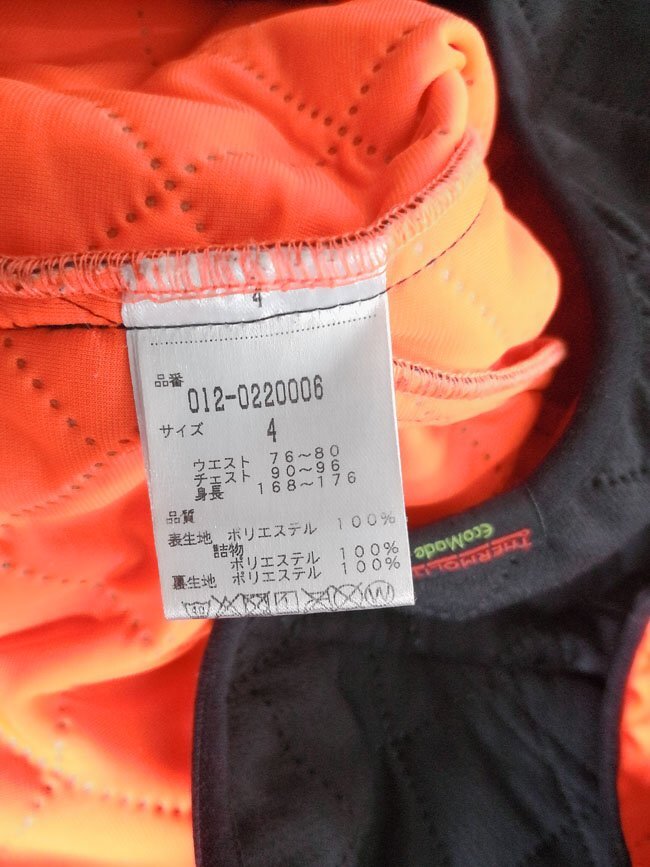 4
品番
012-0220006
サイズ 4
ウエスト 76～80
チェスト 90～96
身長 168～176
品質
表生地 ポリエステル 100%
詰物
ポリエステル 100%
裏生地 ポリエステル 100%
EcoMode